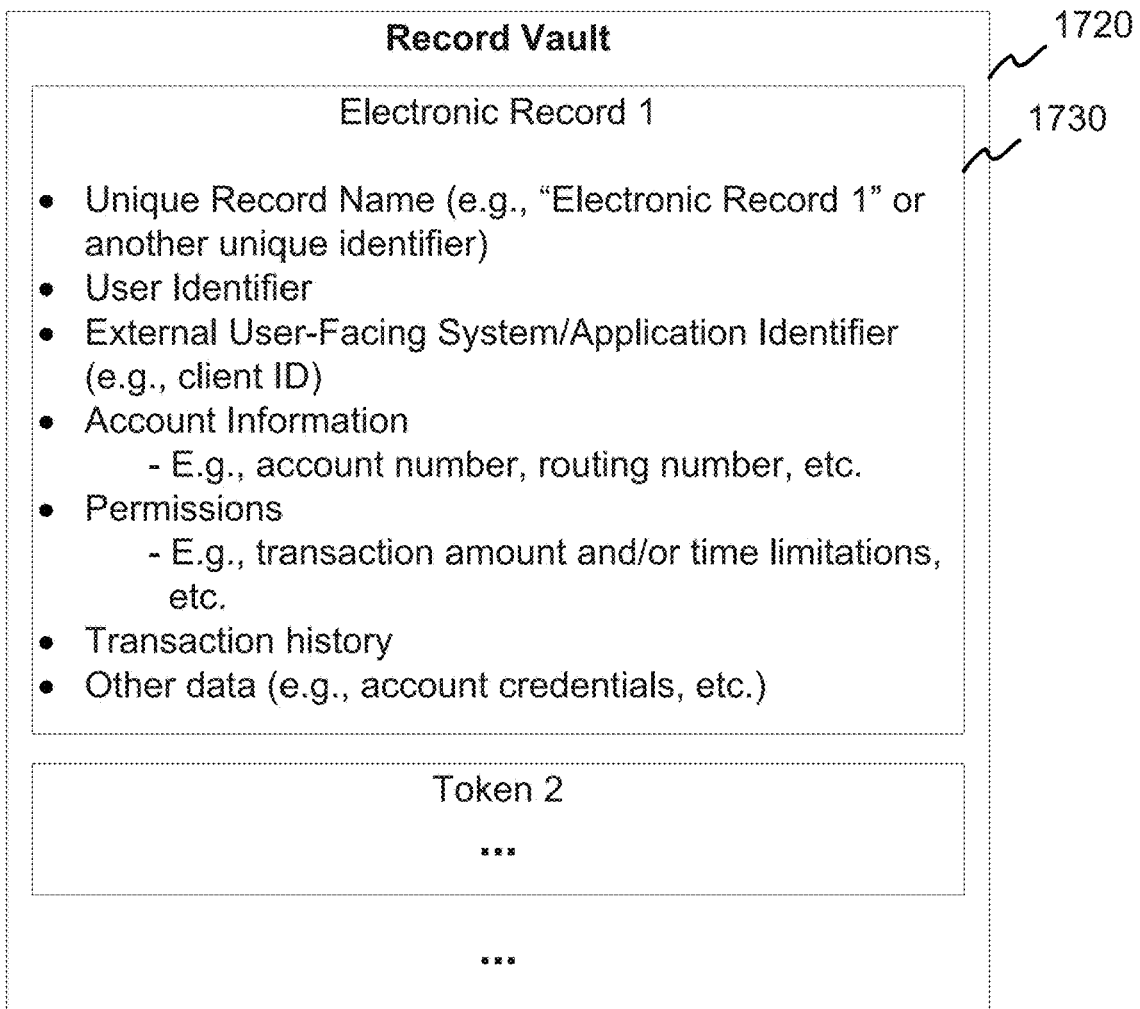 Record Vault
1720
Electronic Record 1
1730
• Unique Record Name (e.g., “Electronic Record 1” or
another unique identifier)
• User Identifier
• External User-Facing System/Application Identifier
(e.g., client ID)
• Account Information
- E.g., account number, routing number, etc.
• Permissions
- E.g., transaction amount and/or time limitations,
etc.
• Transaction history
• Other data (e.g., account credentials, etc.)
Token 2
...
...